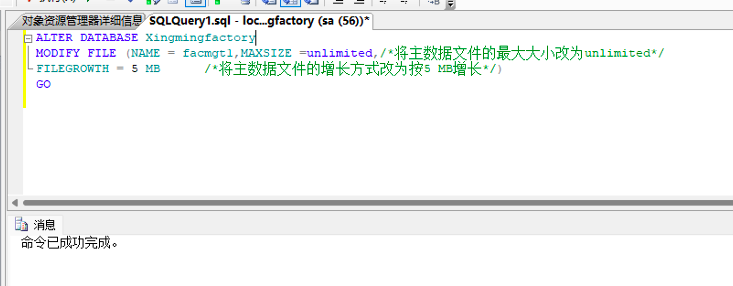 对象资源管理器详细信息 SQLQuery1.sql - loc...gfactory (sa (56))*
ALTER DATABASE Xingmingfactory
MODIFY FILE (NAME = facmgt1,MAXSIZE =unlimited,/*将主数据文件的最大大小改为unlimited*/
FILEGROWTH = 5 MB /*将主数据文件的增长方式改为按5 MB增长*/)
GO
消息
命令已成功完成。